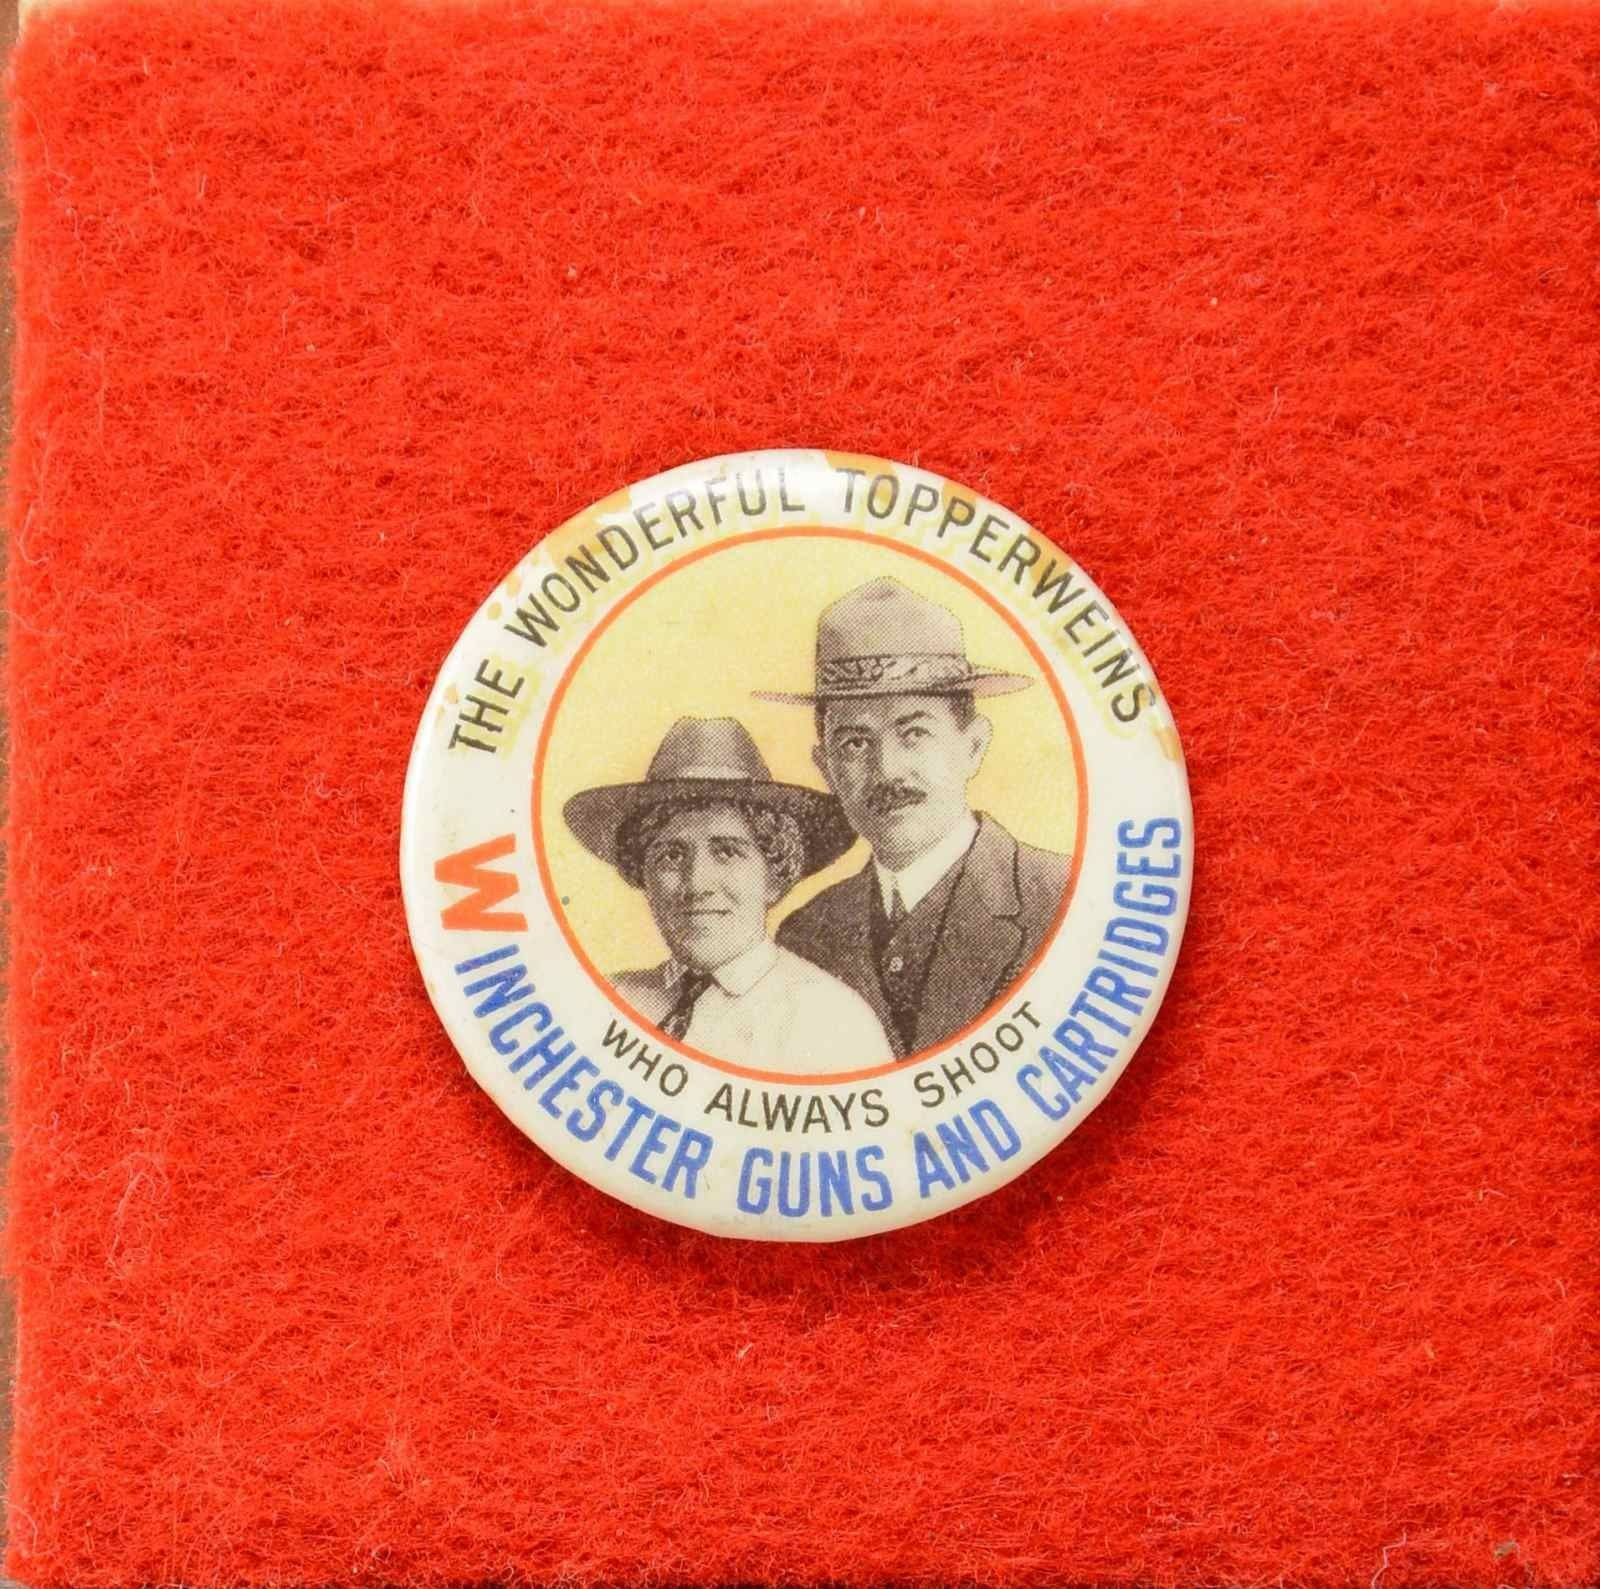 THE WONDERFUL TOPPERWEINS
WHO ALWAYS SHOOT
WINCHESTER GUNS AND CARTRIDGES